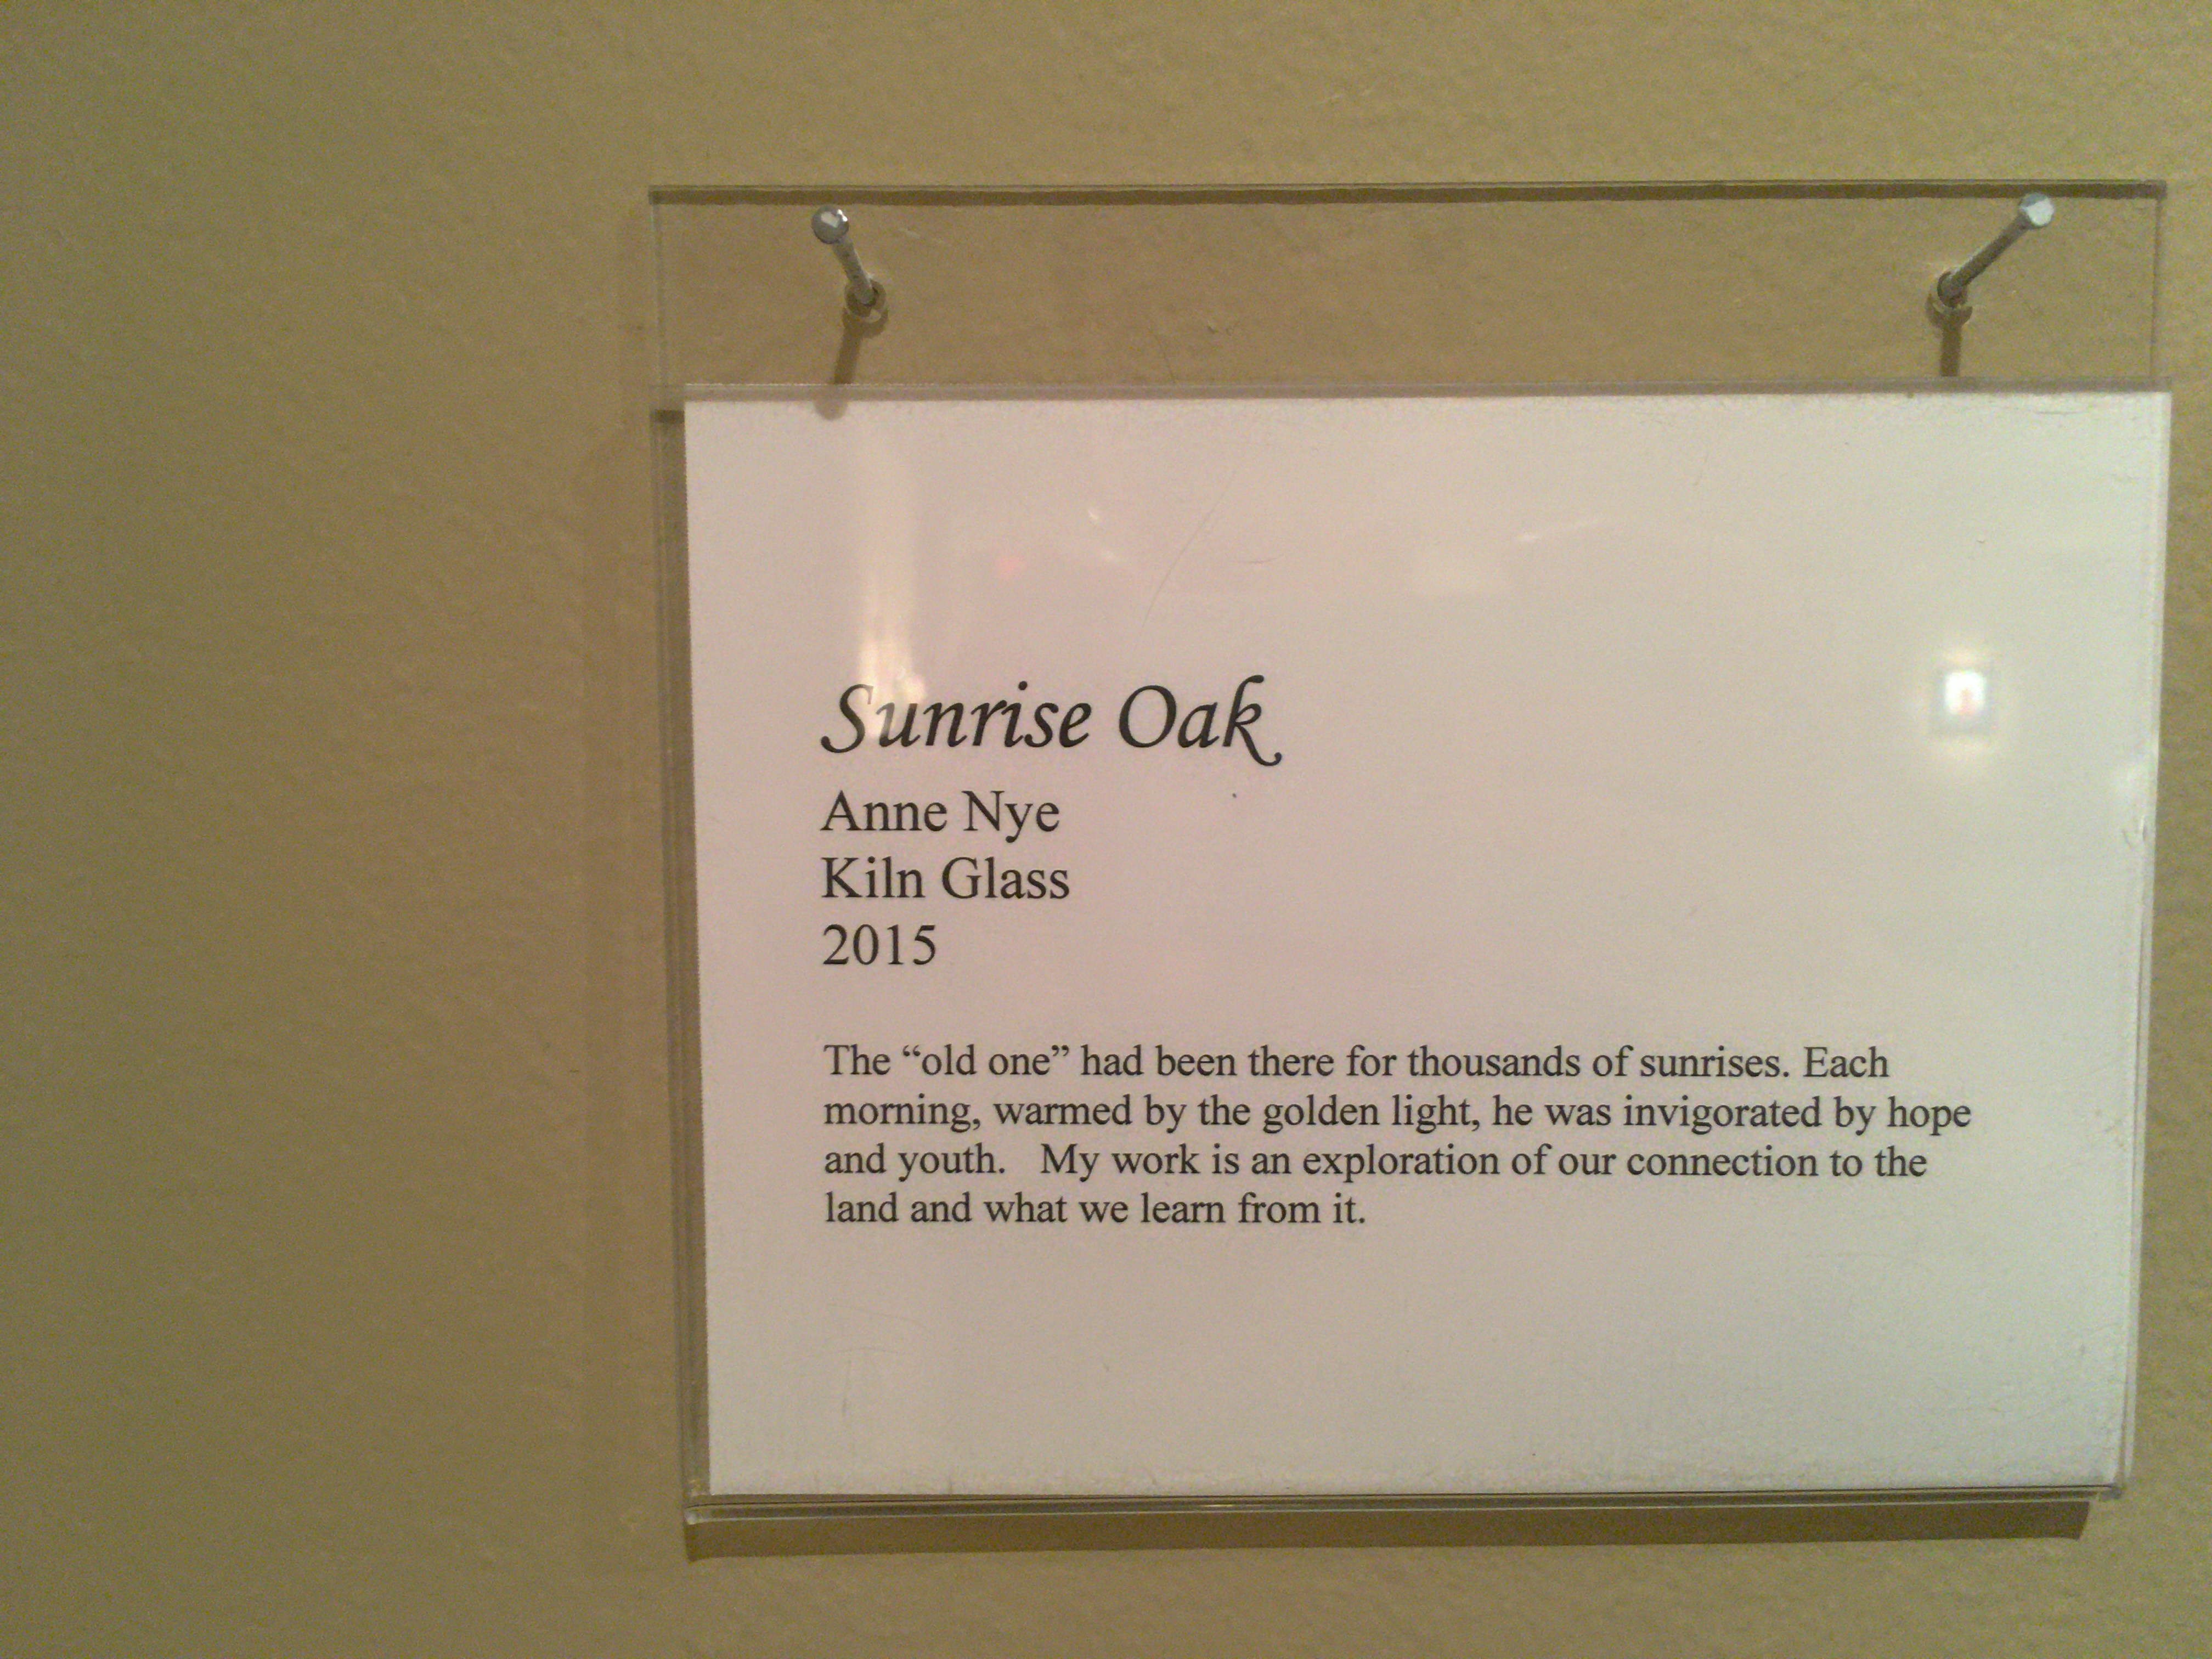 Sunrise Oak
Anne Nye
Kiln Glass
2015
The “old one” had been there for thousands of sunrises. Each
morning, warmed by the golden light, he was invigorated by hope
and youth.   My work is an exploration of our connection to the
land and what we learn from it.